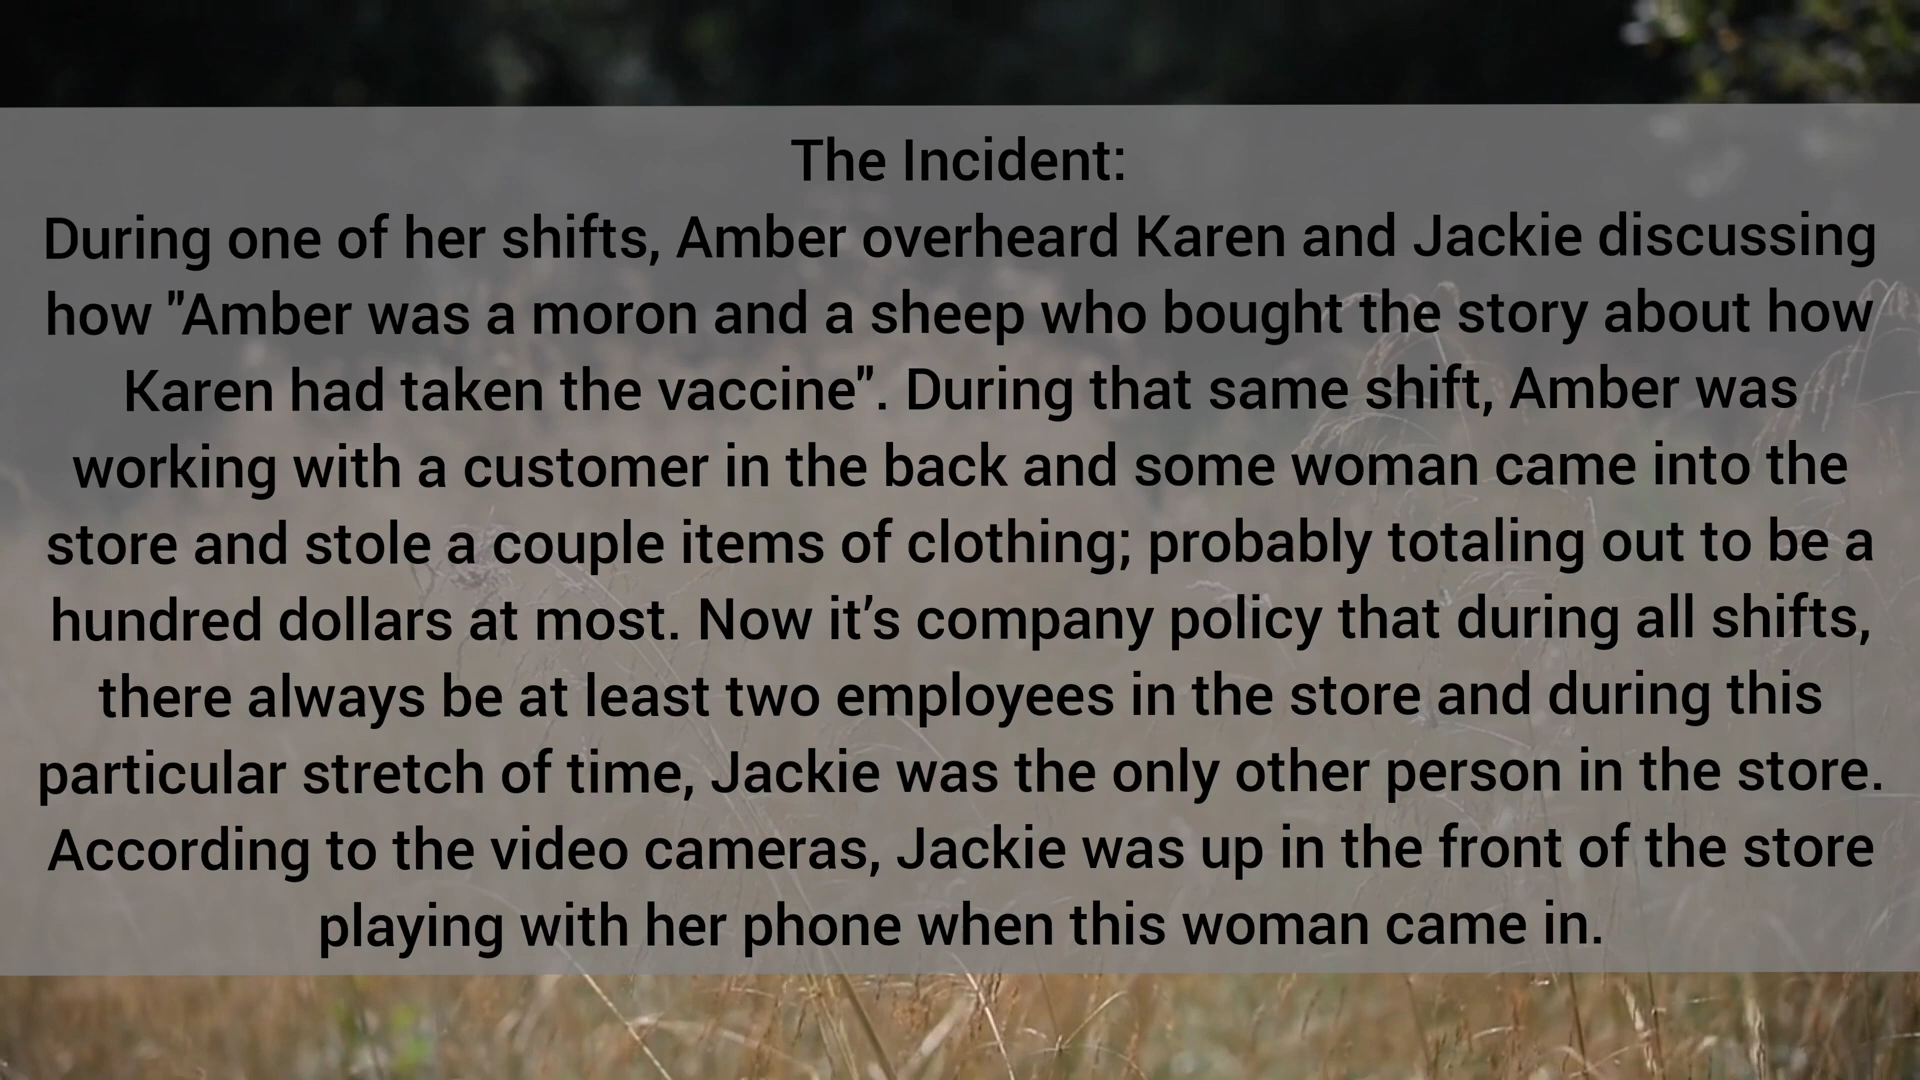 The Incident:
During one of her shifts, Amber overheard Karen and Jackie discussing
how "Amber was a moron and a sheep who bought the story about how
Karen had taken the vaccine". During that same shift, Amber was
working with a customer in the back and some woman came into the
store and stole a couple items of clothing; probably totaling out to be a
hundred dollars at most. Now it's company policy that during all shifts,
there always be at least two employees in the store and during this
particular stretch of time, Jackie was the only other person in the store.
According to the video cameras, Jackie was up in the front of the store
playing with her phone when this woman came in.